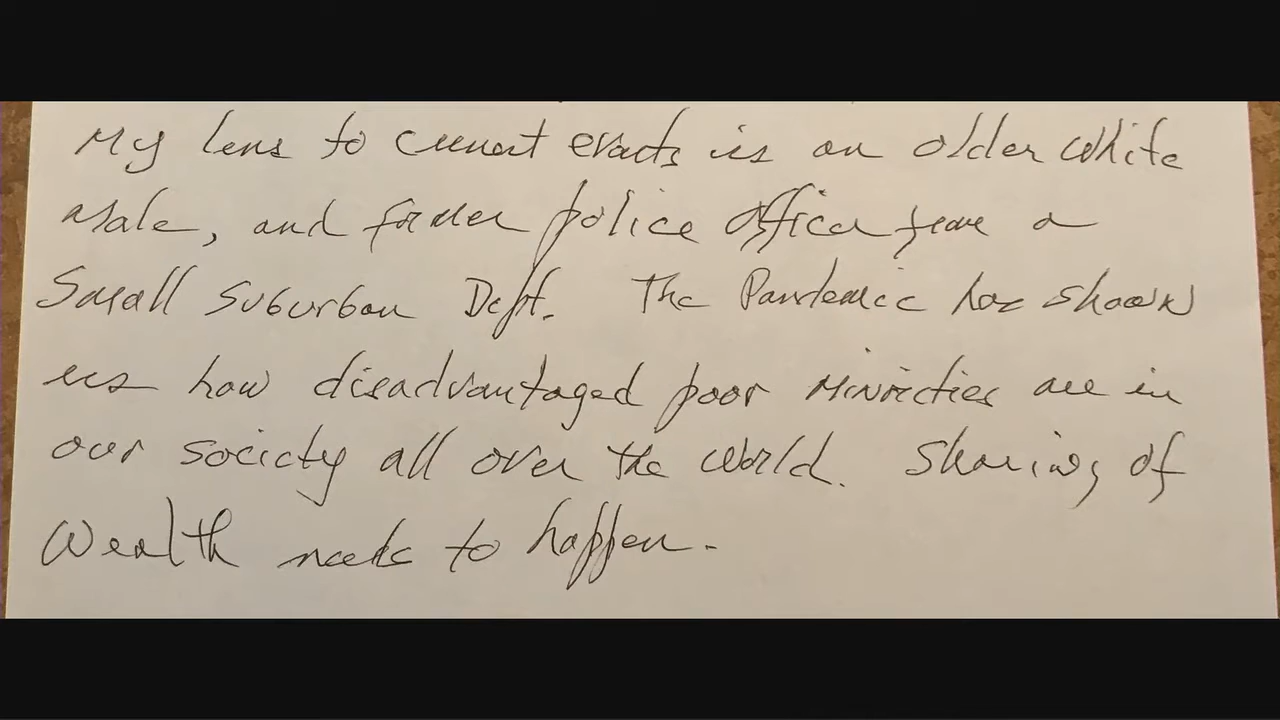 My lens to current events is an older white
Male, and former police officer from a
Small Suburban Dept. The Pandemic has shown
us how disadvantaged poor Minorities are in
our society all over the world. Sharing of
Wealth needs to happen.